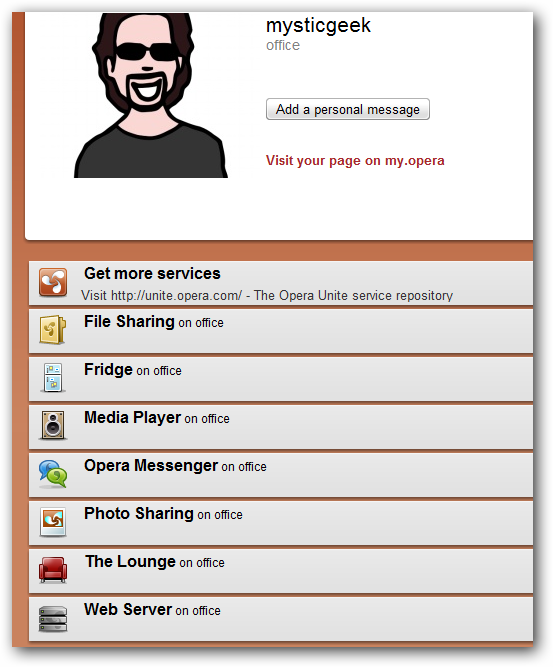 mysticgeek
office
Add a personal message
Visit your page on my.opera
Get more services
Visit http://unite.opera.com/ - The Opera Unite service repository
File Sharing on office
Fridge on office
Media Player on office
Opera Messenger on office
Photo Sharing on office
The Lounge on office
Web Server on office